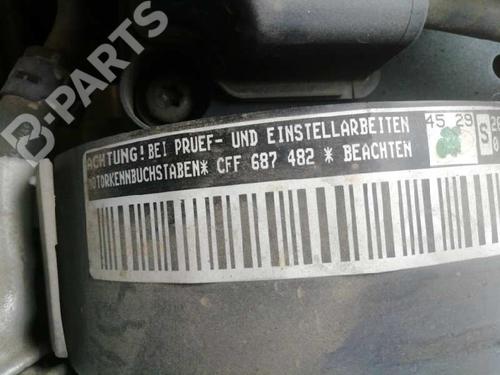 B-PARTS
ACHTUNG! BEI PRUEF- UND EINSTELLARBEITEN
MOTORKENNBUCHSTABEN* CFF 687 482 * BEACHTEN
45 29
S